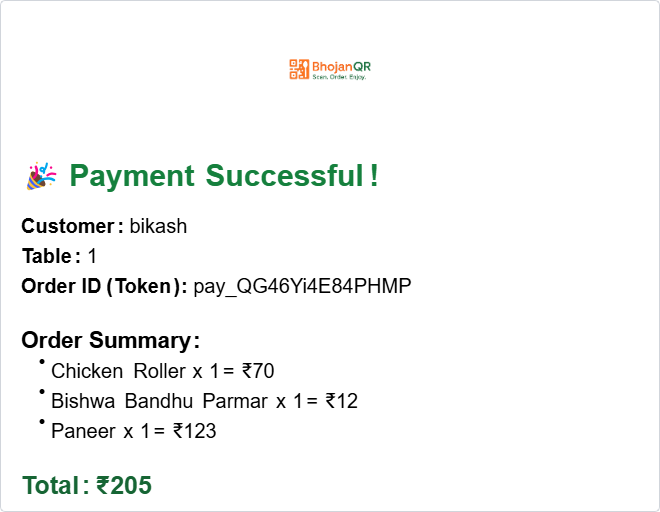 BhojanQR
Scan. Order. Enjoy.
Payment Successful!
Customer: bikash
Table: 1
Order ID (Token): pay_QG46Yi4E84PHMP
Order Summary:
• Chicken Roller x 1 = ₹70
• Bishwa Bandhu Parmar x 1 = ₹12
• Paneer x 1 = ₹123
Total: ₹205